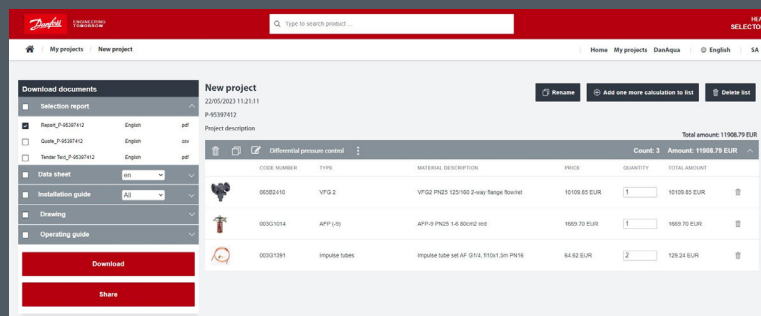 Danfoss
ENGINEERING
TOMORROW
Type to search product ...
HEA
SELECTOR
My projects / New project
Home My projects DanAqua English SA
Download documents
Selection report
Report_P-95397412 English pdf
Quote_P-95397412 English csv
Tender Text_P-95397412 English pdf
Data sheet en
Installation guide All
Drawing
Operating guide
Download
Share
New project
22/05/2023 11:21:11
P-95397412
Project description
Rename
Add one more calculation to list
Delete list
Total amount: 11908.79 EUR
Differential pressure control Count: 3 Amount: 11908.79 EUR
CODE NUMBER TYPE MATERIAL DESCRIPTION PRICE QUANTITY TOTAL AMOUNT
065B2410 VFG 2 VFG2 PN25 125/160 2-way flange flow/ret 10109.85 EUR 1 10109.85 EUR
003G1014 AFP (-9) AFP-9 PN25 1-6 80cm2 red 1669.70 EUR 1 1669.70 EUR
003G1391 Impulse tubes Impulse tube set AF G1/4, fi10x1,5m PN16 64.62 EUR 2 129.24 EUR